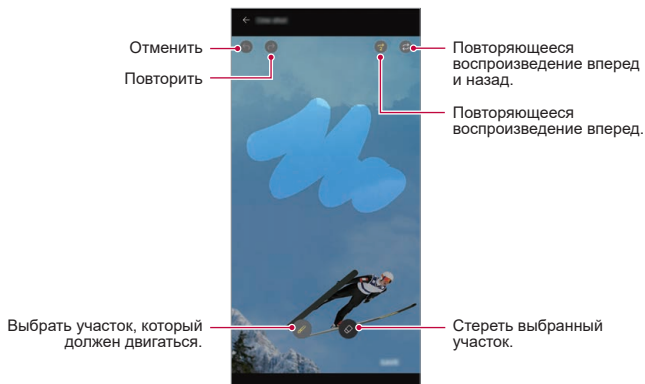 Отменить
Повторить
Повторяющееся
воспроизведение вперед
и назад.
Повторяющееся
воспроизведение вперед.
Выбрать участок, который
должен двигаться.
Стереть выбранный
участок.